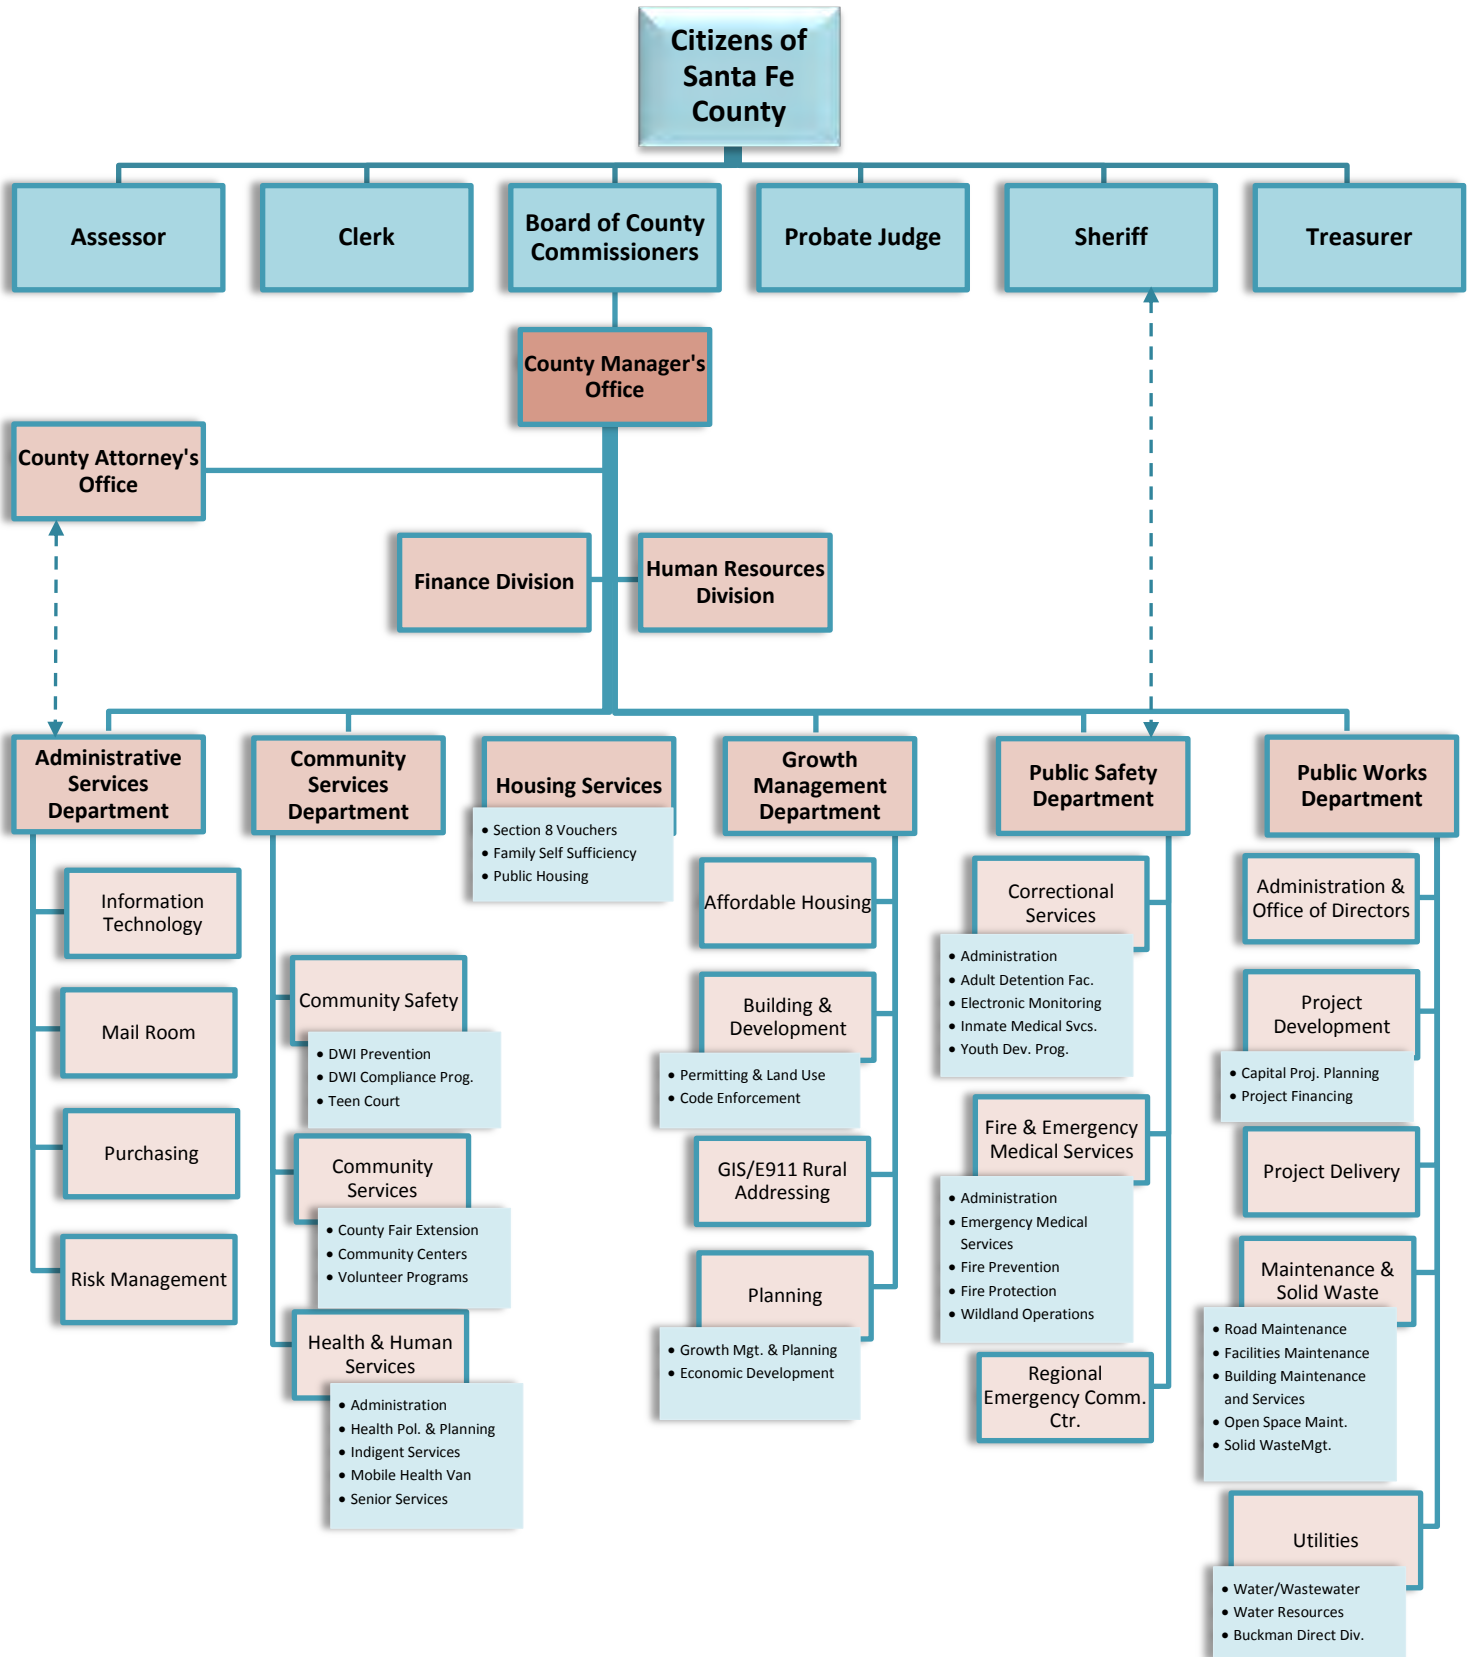 Citizens of
Santa Fe
County
Assessor
Clerk
Board of County
Commissioners
Probate Judge
Sheriff
Treasurer
County Manager's
Office
County Attorney's
Office
Finance Division
Human Resources
Division
Administrative
Services
Department
Information
Technology
Mail Room
Purchasing
Risk Management
Community
Services
Department
Community Safety
• DWI Prevention
• DWI Compliance Prog.
• Teen Court
Community
Services
• County Fair Extension
• Community Centers
• Volunteer Programs
Health & Human
Services
• Administration
• Health Pol. & Planning
• Indigent Services
• Mobile Health Van
• Senior Services
Housing Services
• Section 8 Vouchers
• Family Self Sufficiency
• Public Housing
Growth
Management
Department
Affordable Housing
Building &
Development
• Permitting & Land Use
• Code Enforcement
GIS/E911 Rural
Addressing
Planning
• Growth Mgt. & Planning
• Economic Development
Public Safety
Department
Correctional
Services
• Administration
• Adult Detention Fac.
• Electronic Monitoring
• Inmate Medical Svcs.
• Youth Dev. Prog.
Fire & Emergency
Medical Services
• Administration
• Emergency Medical
Services
• Fire Prevention
• Fire Protection
• Wildland Operations
Regional
Emergency Comm.
Ctr.
Public Works
Department
Administration &
Office of Directors
Project
Development
• Capital Proj. Planning
• Project Financing
Project Delivery
Maintenance &
Solid Waste
• Road Maintenance
• Facilities Maintenance
• Building Maintenance
and Services
• Open Space Maint.
• Solid WasteMgt.
Utilities
• Water/Wastewater
• Water Resources
• Buckman Direct Div.